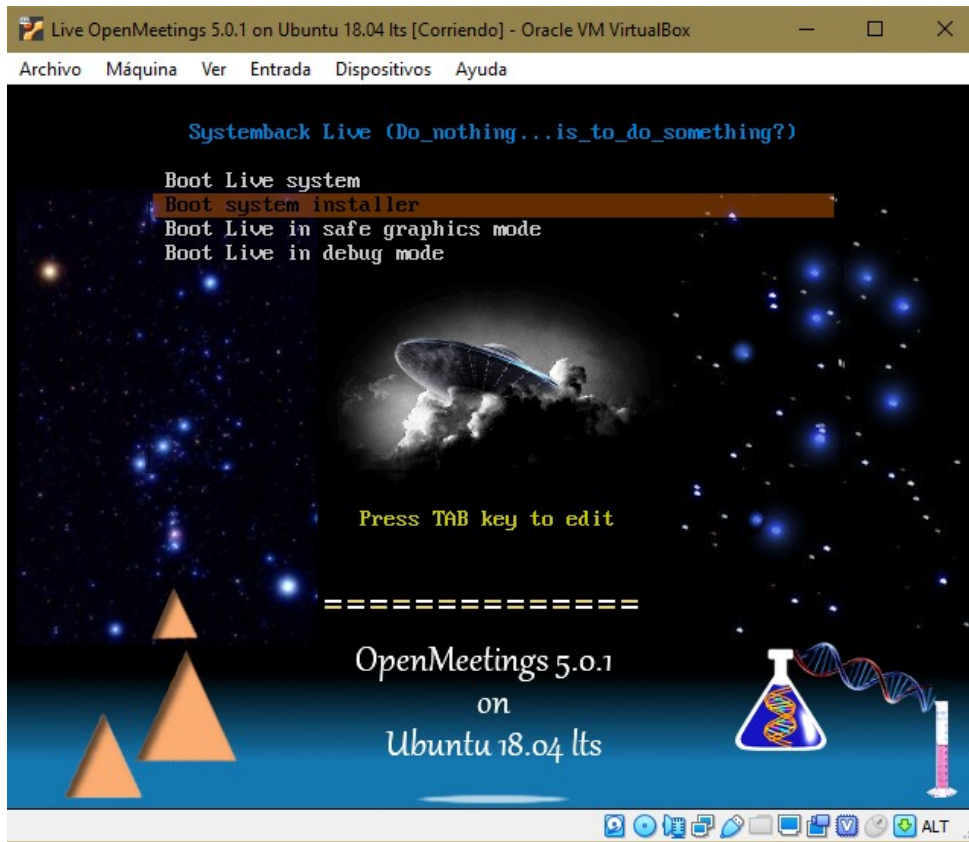 Live OpenMeetings 5.0.1 on Ubuntu 18.04 lts [Corriendo] - Oracle VM VirtualBox
Archivo Máquina Ver Entrada Dispositivos Ayuda
Systemback Live (Do_nothing...is_to_do_something?)
Boot Live system
Boot system installer
Boot Live in safe graphics mode
Boot Live in debug mode
Press TAB key to edit
==============
OpenMeetings 5.0.1
on
Ubuntu 18.04 lts
ALT